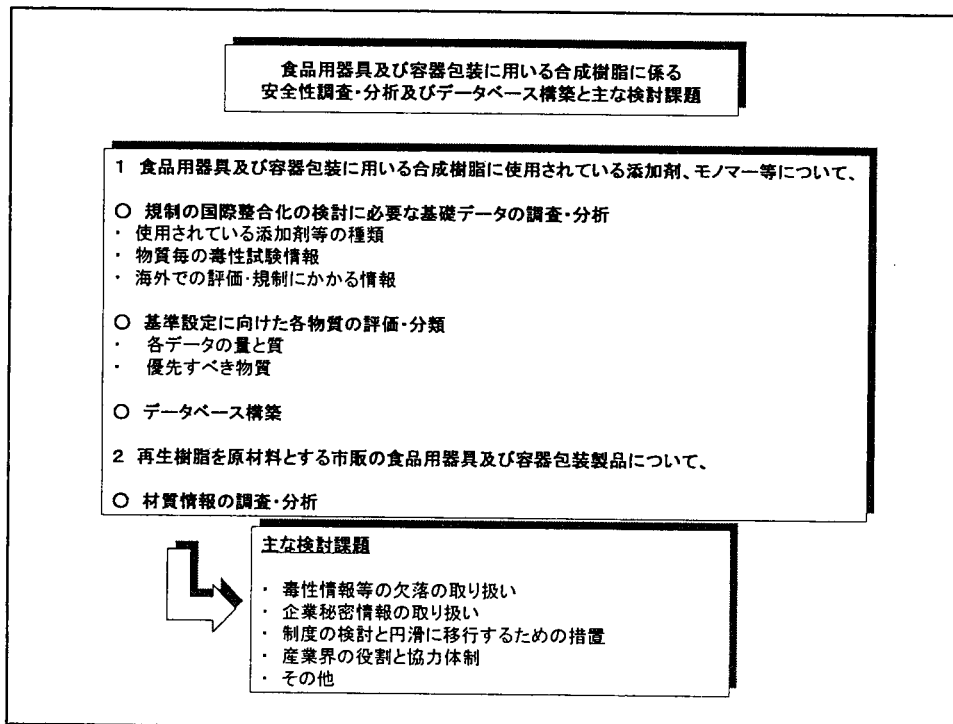 食品用器具及び容器包装に用いる合成樹脂に係る
安全性調査・分析及びデータベース構築と主な検討課題
1 食品用器具及び容器包装に用いる合成樹脂に使用されている添加剤、モノマー等について、
○ 規制の国際整合化の検討に必要な基礎データの調査・分析
・ 使用されている添加剤等の種類
・ 物質毎の毒性試験情報
・ 海外での評価・規制にかかる情報
○ 基準設定に向けた各物質の評価・分類
・ 各データの量と質
・ 優先すべき物質
○ データベース構築
2 再生樹脂を原材料とする市販の食品用器具及び容器包装製品について、
○ 材質情報の調査・分析
主な検討課題
・ 毒性情報等の欠落の取り扱い
・ 企業秘密情報の取り扱い
・ 制度の検討と円滑に移行するための措置
・ 産業界の役割と協力体制
・ その他